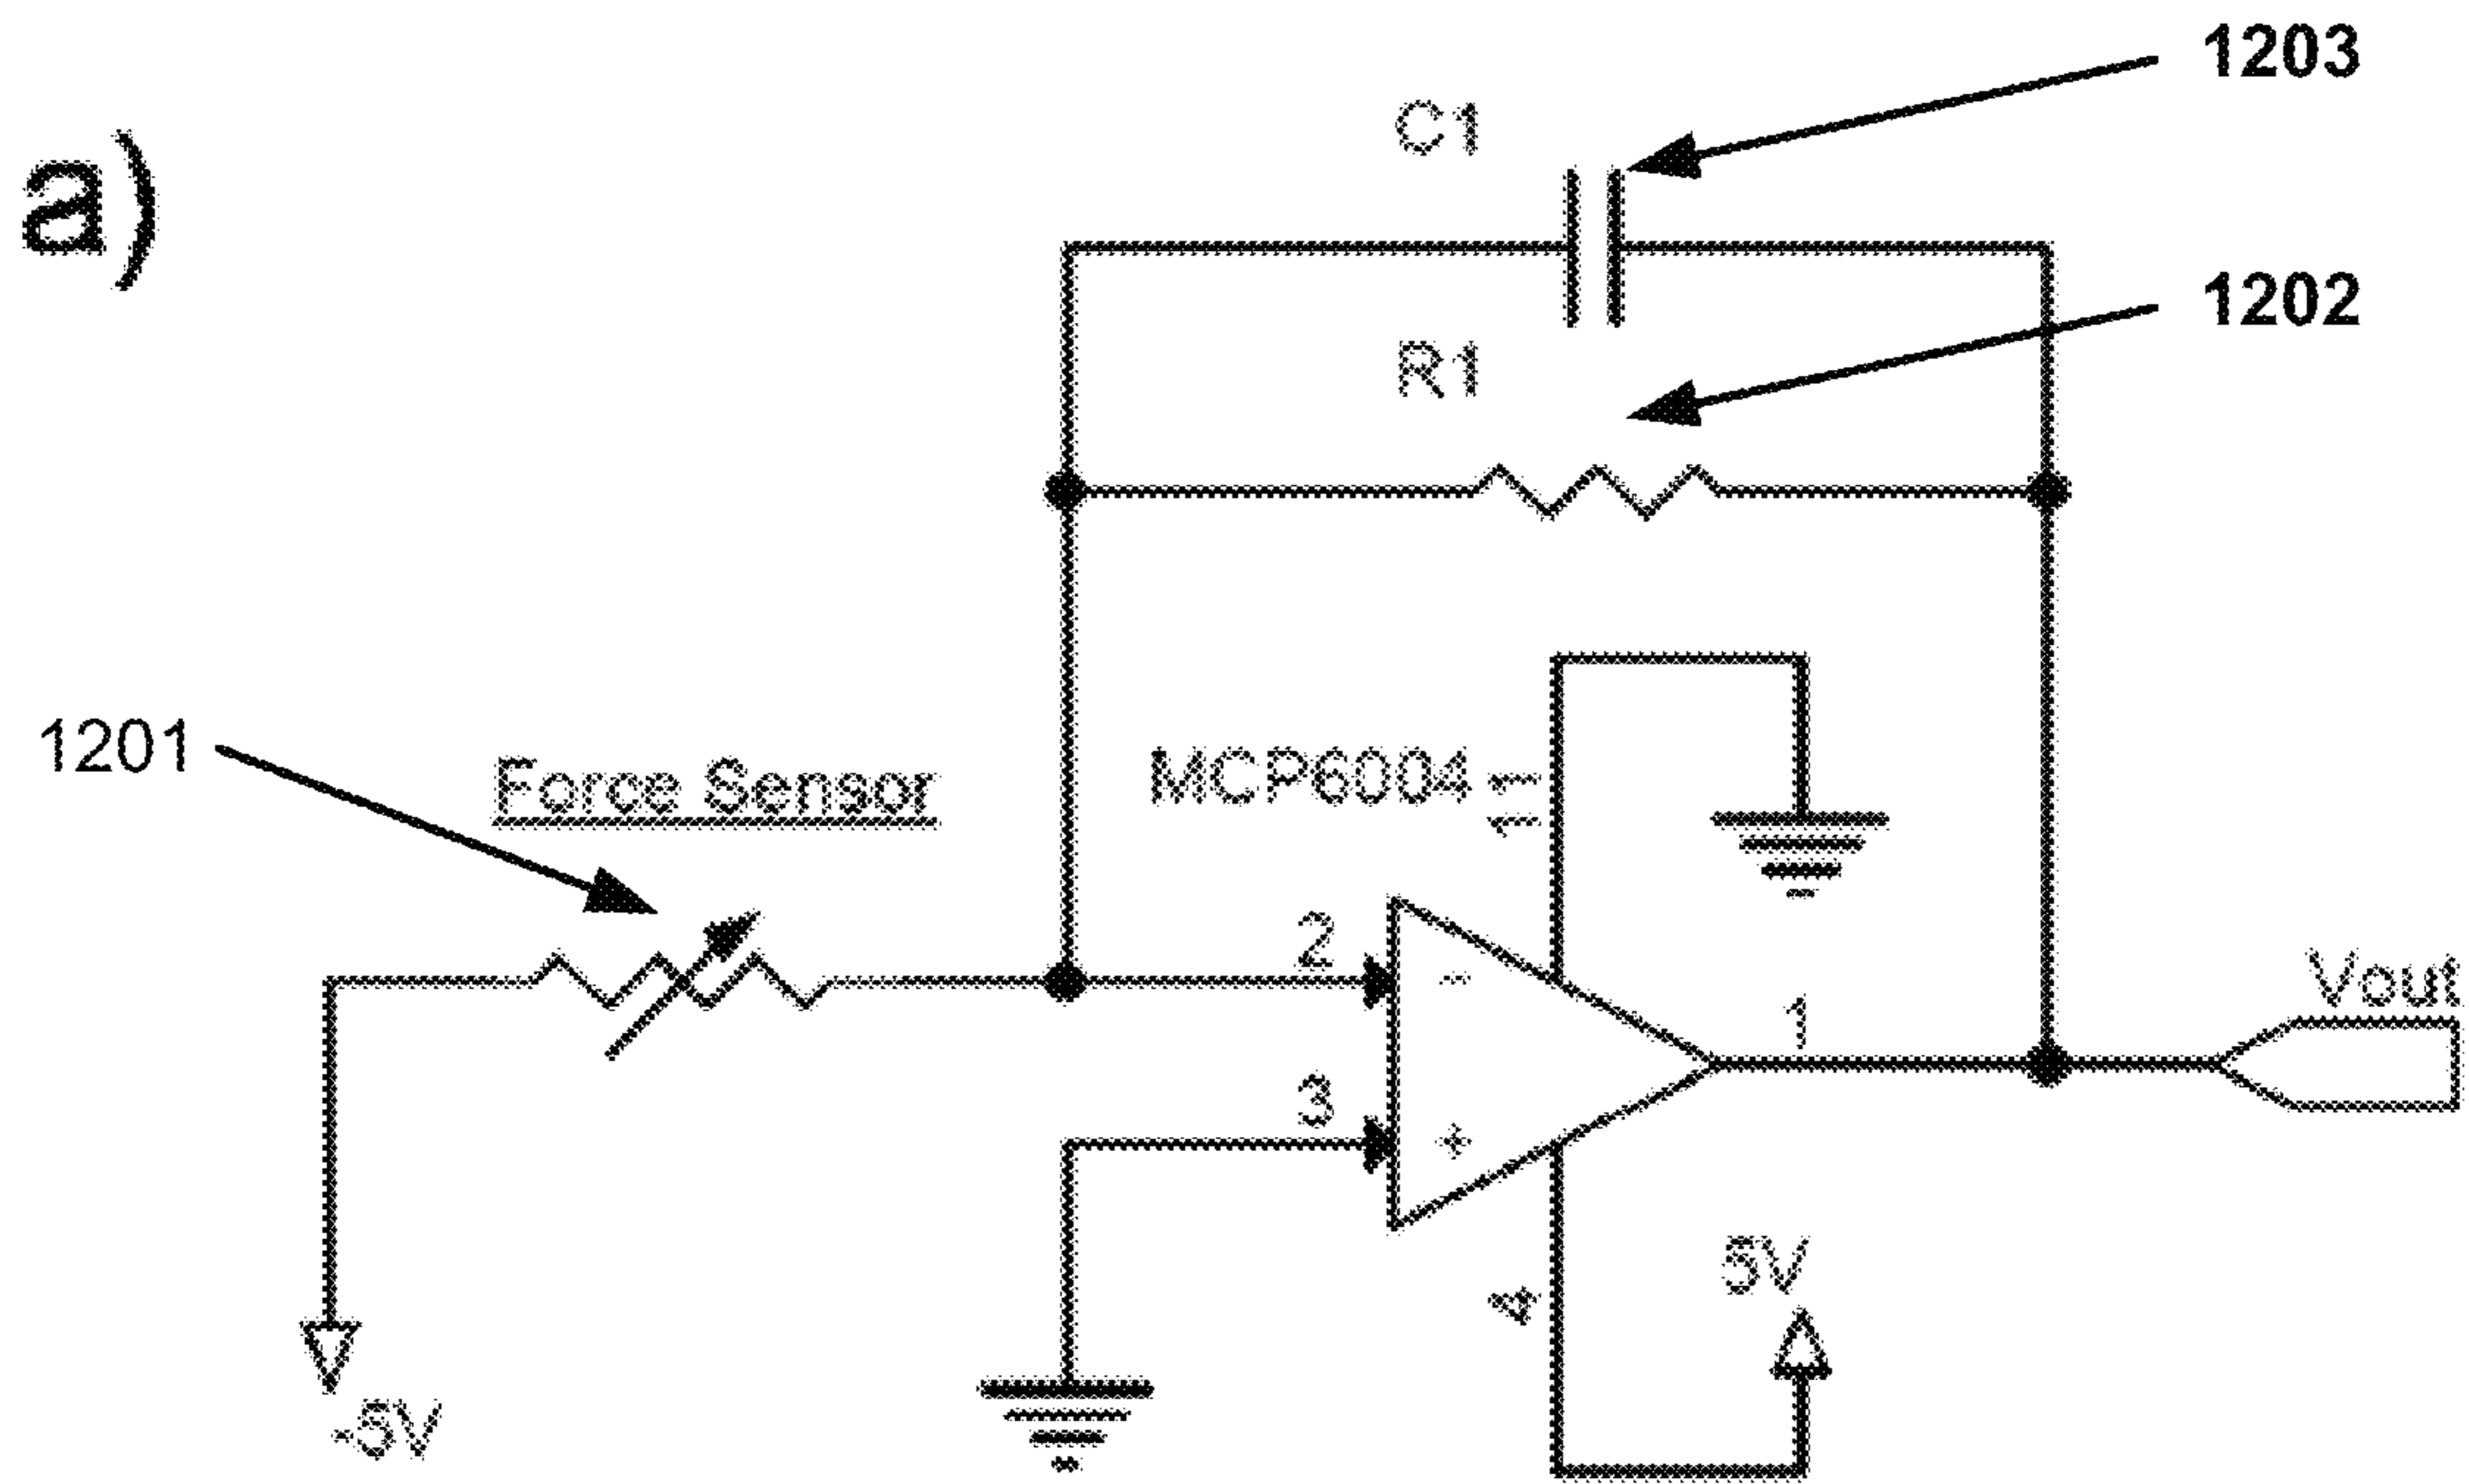 a)
1203
C1
1202
R1
1201
Force Sensor
MCP6004
11
2
-
Vout
1
3
+
5V
4
-5V